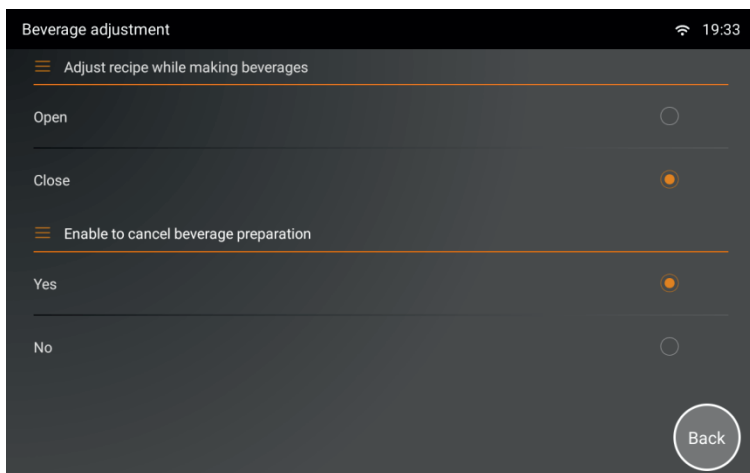 Beverage adjustment
19:33
Adjust recipe while making beverages
Open
Close
Enable to cancel beverage preparation
Yes
No
Back